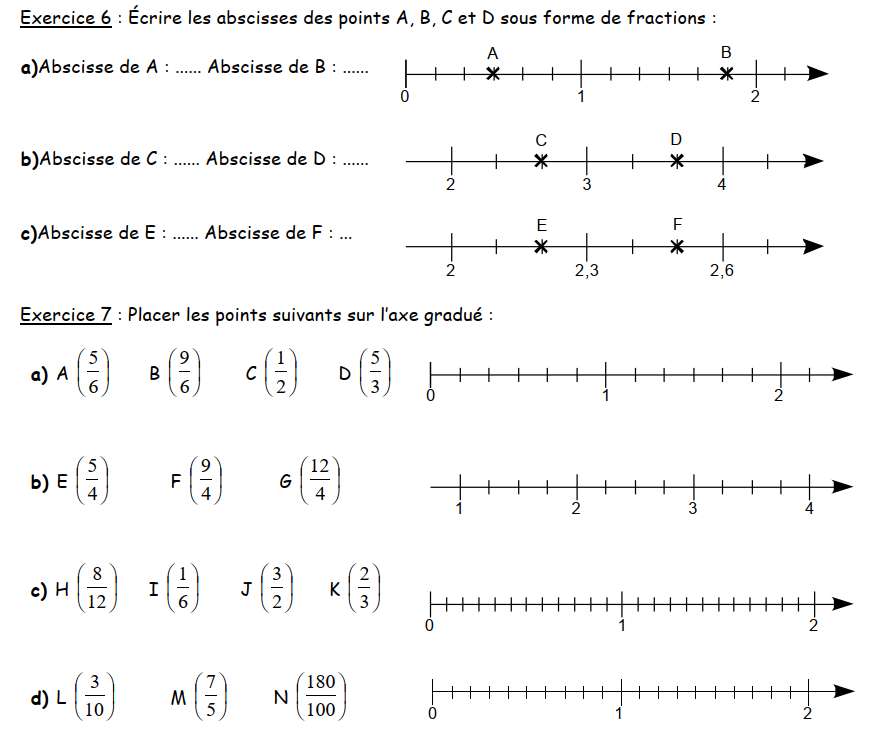 Exercice 6 : Écrire les abscisses des points A, B, C et D sous forme de fractions :
a)Abscisse de A : ...... Abscisse de B : ......
A B
0 1 2
b)Abscisse de C : ...... Abscisse de D : ......
C D
2 3 4
c)Abscisse de E : ...... Abscisse de F : ...
E F
2 2,3 2,6
Exercice 7 : Placer les points suivants sur l'axe gradué :
a) A (5/6) B (9/6) C (1/2) D (5/3)
0 1 2
b) E (5/4) F (9/4) G (12/4)
1 2 3 4
c) H (8/12) I (1/6) J (3/2) K (2/3)
0 1 2
d) L (3/10) M (7/5) N (180/100)
0 1 2